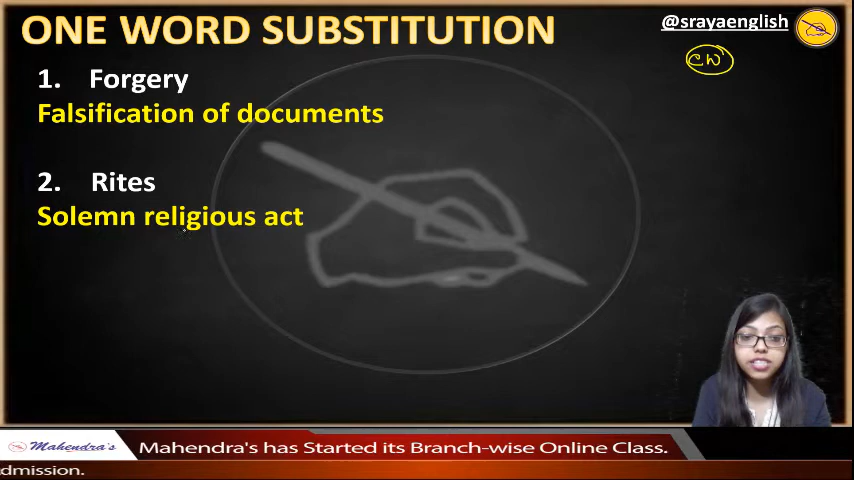 ONE WORD SUBSTITUTION
@srayaenglish
CW
1. Forgery
Falsification of documents
2. Rites
Solemn religious act
Mahendra's
Mahendra's has Started its Branch-wise Online Class.
dmission.